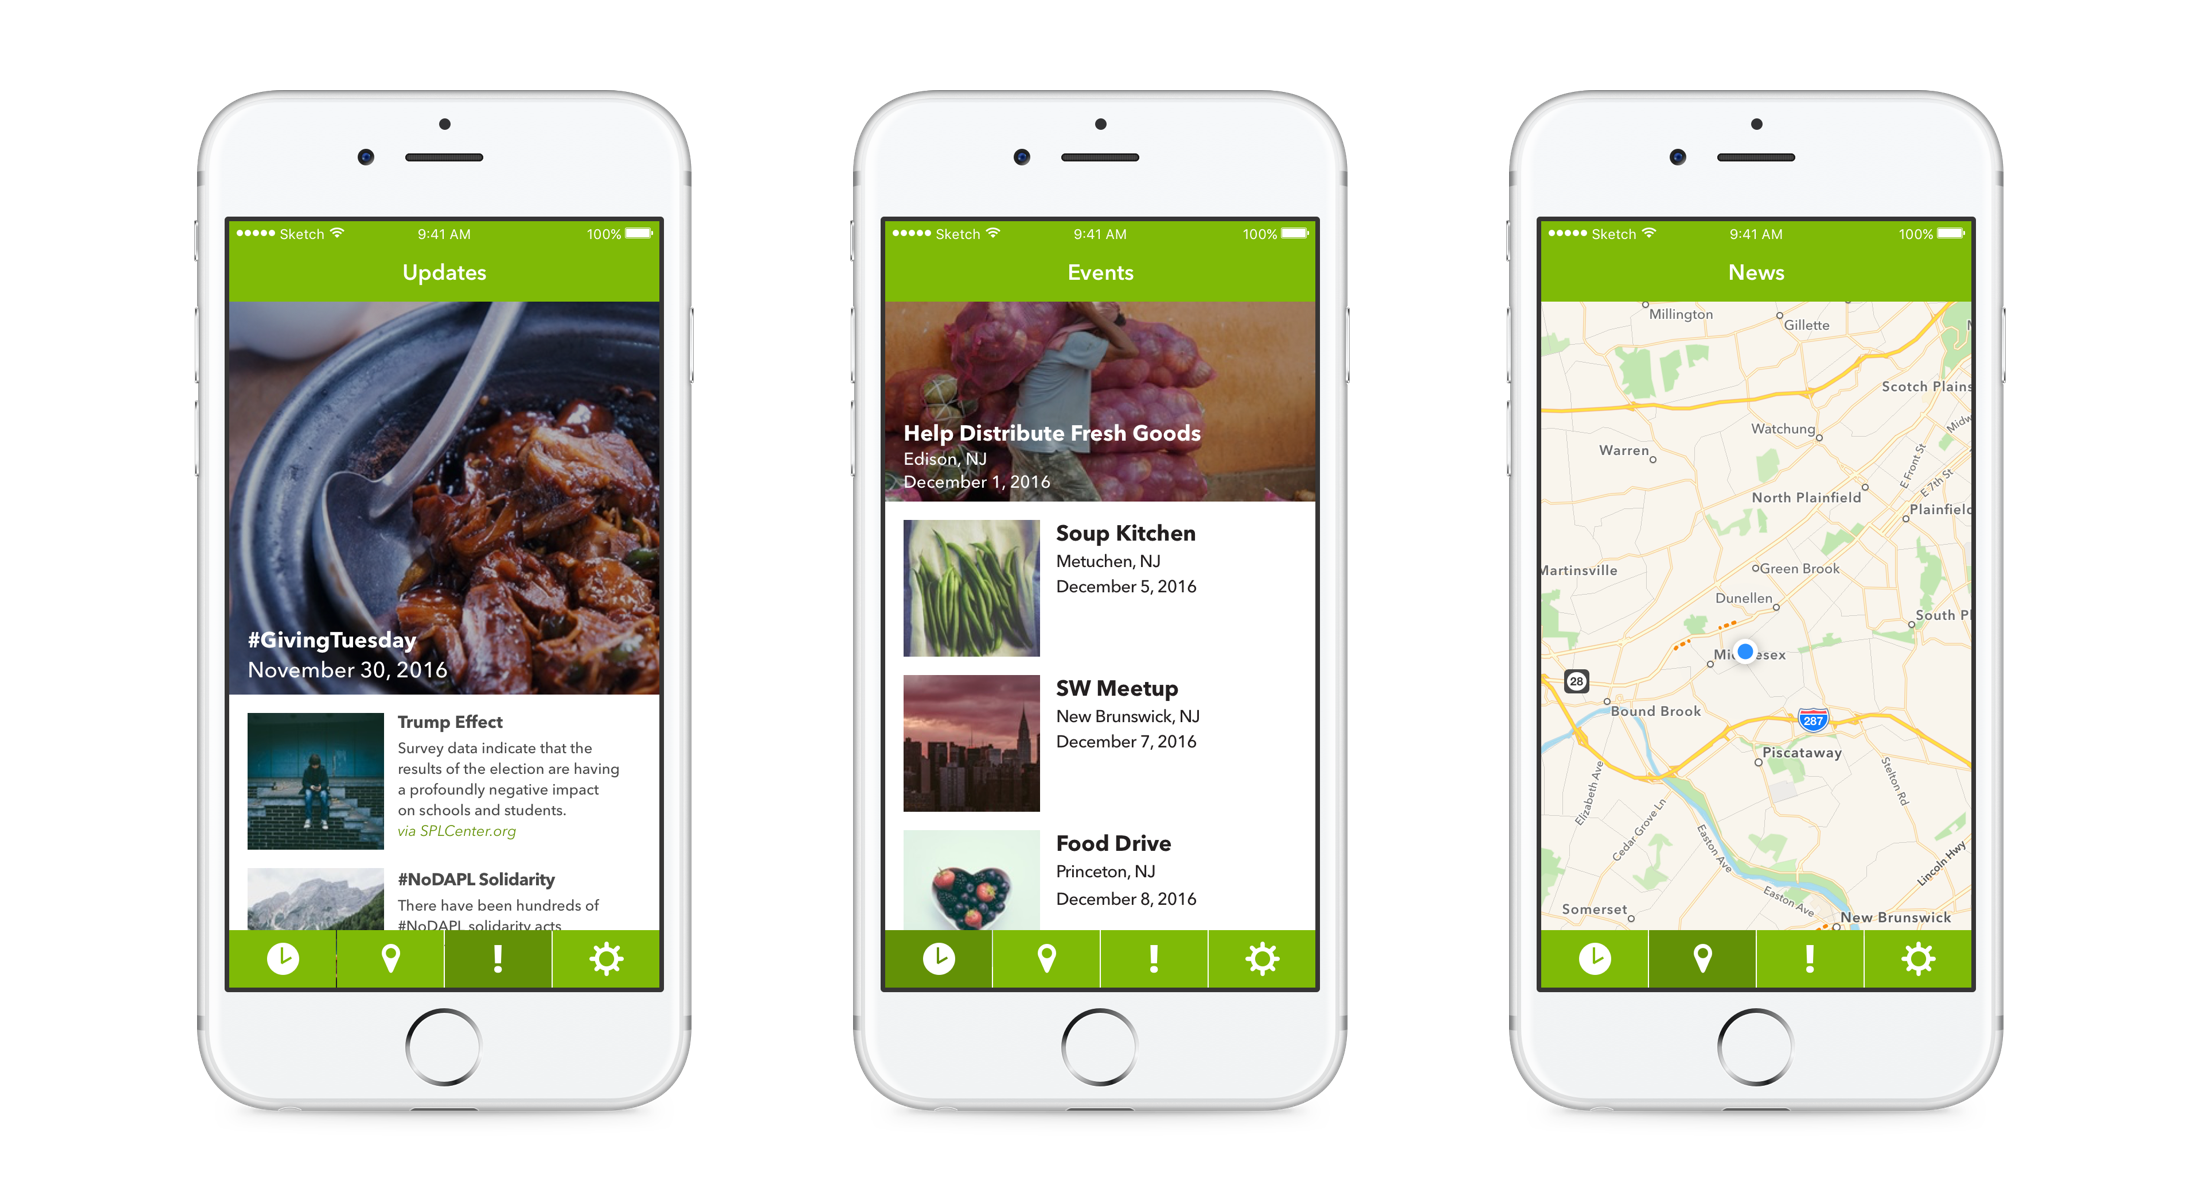 Sketch 9:41 AM 100%
Updates
#GivingTuesday
November 30, 2016
Trump Effect
Survey data indicate that the
results of the election are having
a profoundly negative impact
on schools and students.
via SPLCenter.org
#NoDAPL Solidarity
There have been hundreds of
#NoDAPL solidarity acts
Sketch 9:41 AM 100%
Events
Help Distribute Fresh Goods
Edison, NJ
December 1, 2016
Soup Kitchen
Metuchen, NJ
December 5, 2016
SW Meetup
New Brunswick, NJ
December 7, 2016
Food Drive
Princeton, NJ
December 8, 2016
Sketch 9:41 AM 100%
News
Millington
Gillette
Scotch Plains
Watchung
Midw
Warren
E Front St
North Plainfield
E 7th St
Plainfield
Martinsville
Green Brook
Dunellen
South Pl
28
Bound Brook
287
Piscataway
Elizabeth Ave
Stelton Rd
Cedar Grove Ln
Easton Ave
Lincoln Hwy
Easton Ave
Somerset
New Brunswick